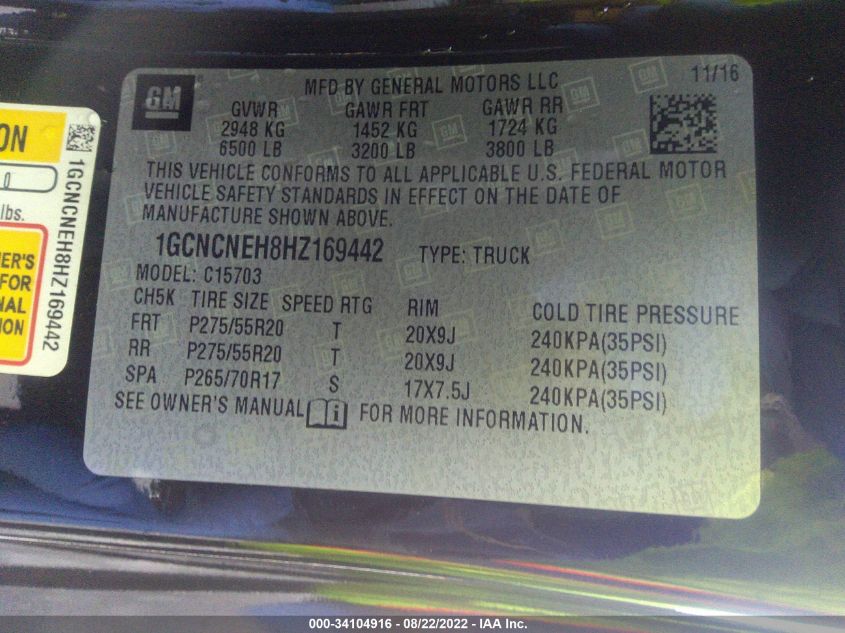 MFD BY GENERAL MOTORS LLC 11/16
GM
GVWR GAWR FRT GAWR RR
2948 KG 1452 KG 1724 KG
6500 LB 3200 LB 3800 LB
THIS VEHICLE CONFORMS TO ALL APPLICABLE U.S. FEDERAL MOTOR
VEHICLE SAFETY STANDARDS IN EFFECT ON THE DATE OF
MANUFACTURE SHOWN ABOVE.
1GCNCNEH8HZ169442 TYPE: TRUCK
MODEL: C15703
CH5K TIRE SIZE SPEED RTG RIM COLD TIRE PRESSURE
FRT P275/55R20 T 20X9J 240KPA(35PSI)
RR P275/55R20 T 20X9J 240KPA(35PSI)
SPA P265/70R17 S 17X7.5J 240KPA(35PSI)
SEE OWNER'S MANUAL FOR MORE INFORMATION.
ON
0
lbs.
ER'S
FOR
NAL
TION
1GCNCNEH8HZ169442
000-34104916 - 08/22/2022 - IAA Inc.